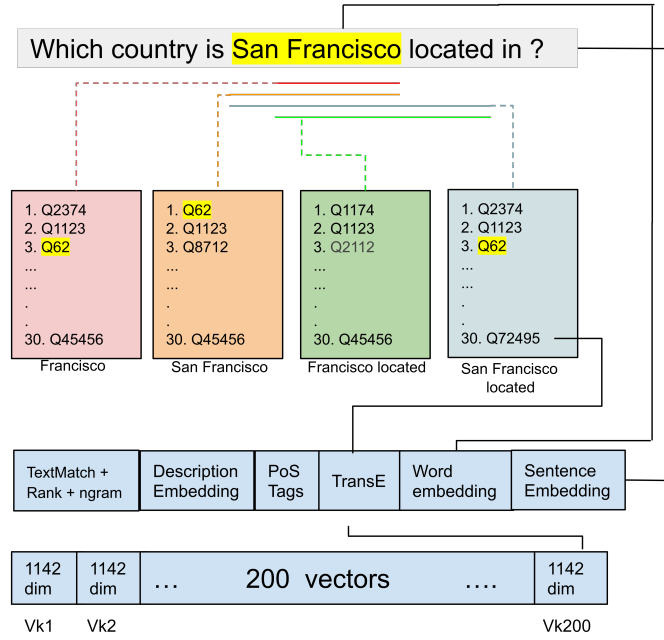 Which country is San Francisco located in ?
1. Q2374
2. Q1123
3. Q62
...
...
.
.
30. Q45456
Francisco
1. Q62
2. Q1123
3. Q8712
...
...
.
.
30. Q45456
San Francisco
1. Q1174
2. Q1123
3. Q2112
...
...
.
.
30. Q45456
Francisco located
1. Q2374
2. Q1123
3. Q62
...
...
.
.
30. Q72495
San Francisco
located
TextMatch +
Rank + ngram
Description
Embedding
PoS
Tags
TransE
Word
embedding
Sentence
Embedding
1142
dim
1142
dim
...
200 vectors
....
1142
dim
Vk1
Vk2
Vk200